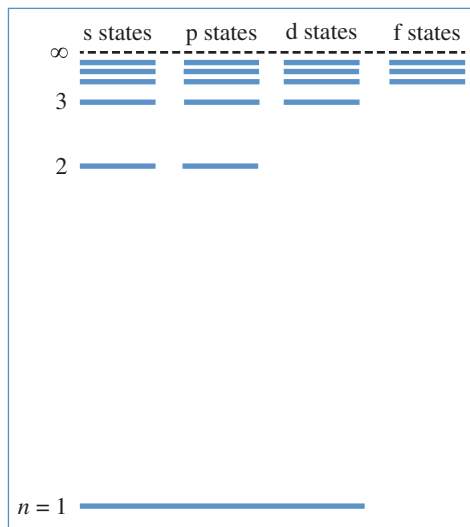 s states p states d states f states
∞
3
2
n = 1